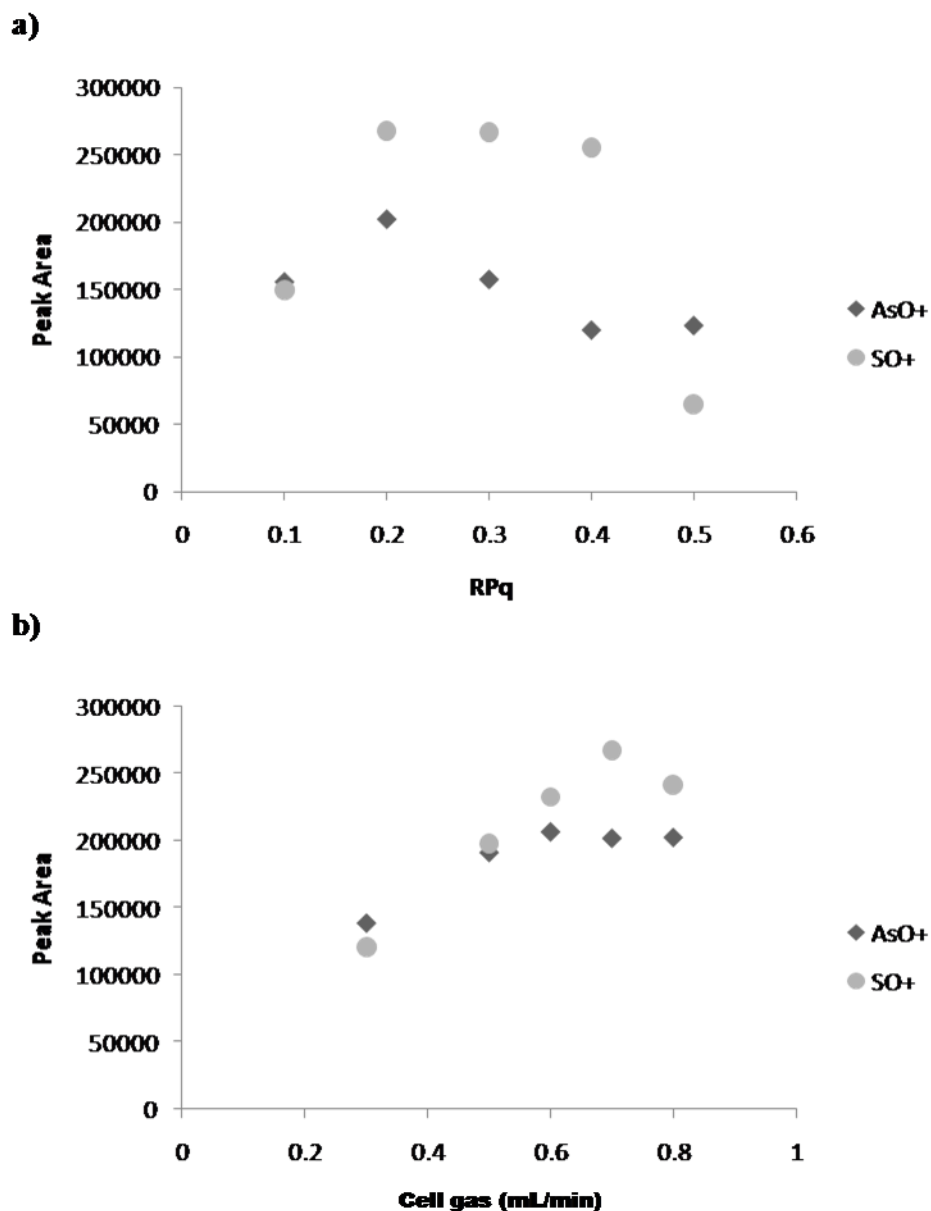 a)
300000
250000
200000
150000
100000
50000
0
Peak Area
0 0.1 0.2 0.3 0.4 0.5 0.6
RPq
AsO+
SO+
b)
300000
250000
200000
150000
100000
50000
0
Peak Area
0 0.2 0.4 0.6 0.8 1
Cell gas (mL/min)
AsO+
SO+